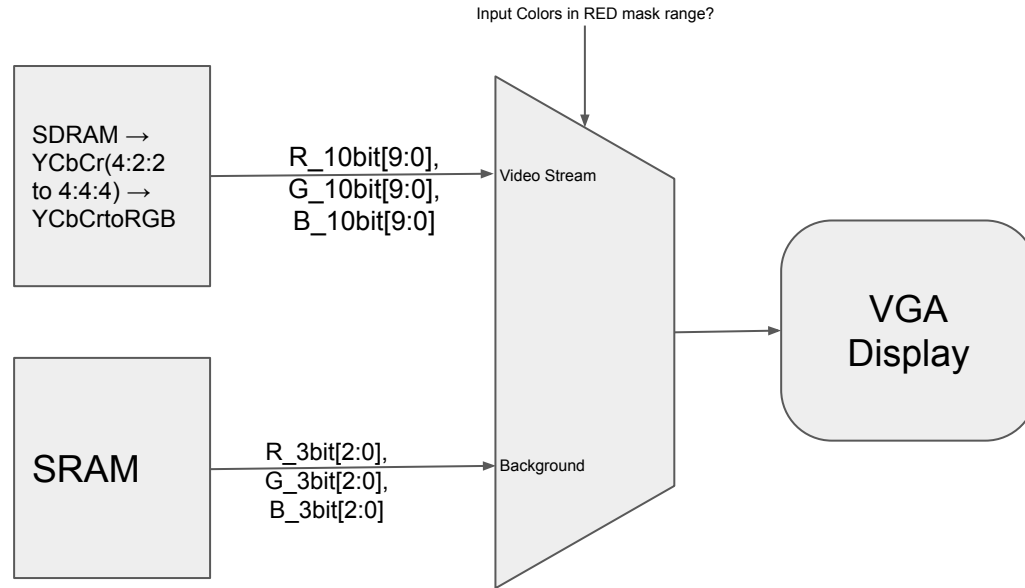 Input Colors in RED mask range?
SDRAM →
YCbCr(4:2:2
to 4:4:4) →
YCbCrtoRGB
R_10bit[9:0],
G_10bit[9:0],
B_10bit[9:0]
Video Stream
VGA
Display
SRAM
R_3bit[2:0],
G_3bit[2:0],
B_3bit[2:0]
Background